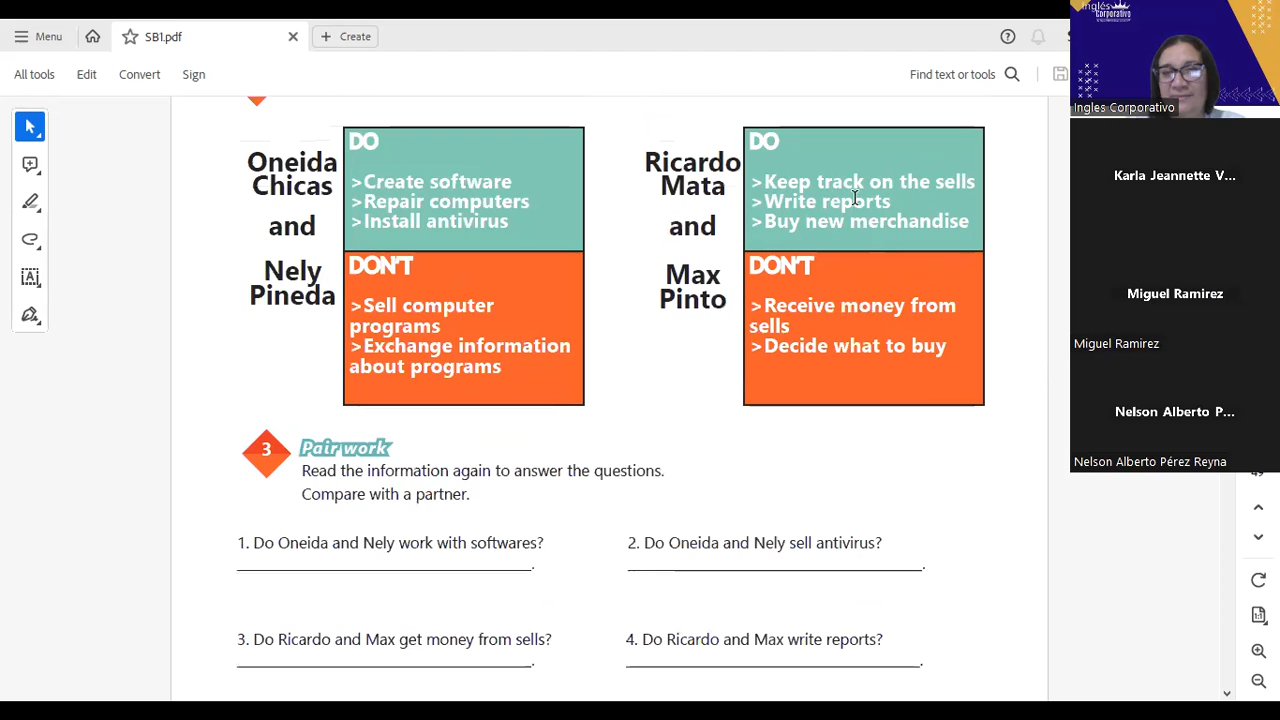 Menu
SB1.pdf
Create
All tools
Edit
Convert
Sign
Find text or tools
Oneida
Chicas
and
Nely
Pineda
DO
>Create software
>Repair computers
>Install antivirus
DON'T
>Sell computer
programs
>Exchange information
about programs
Ricardo
Mata
and
Max
Pinto
DO
>Keep track on the sells
>Write reports
>Buy new merchandise
DON'T
>Receive money from
sells
>Decide what to buy
3
Pair work
Read the information again to answer the questions.
Compare with a partner.
1. Do Oneida and Nely work with softwares?
2. Do Oneida and Nely sell antivirus?
3. Do Ricardo and Max get money from sells?
4. Do Ricardo and Max write reports?
Inglés
Corporativo
Ingles Corporativo
Karla Jeannette V...
Miguel Ramirez
Miguel Ramirez
Nelson Alberto P...
Nelson Alberto Pérez Reyna